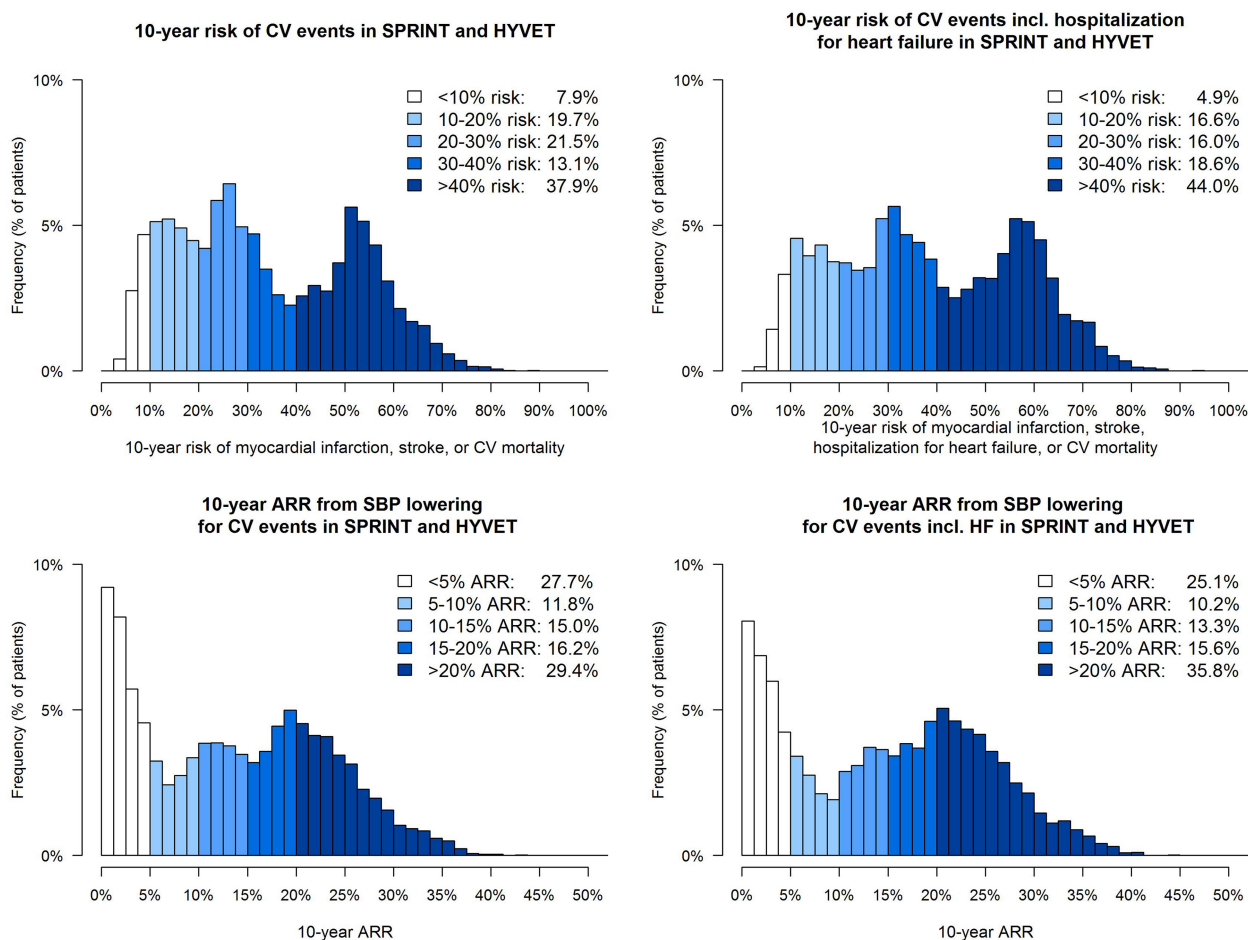 10-year risk of CV events in SPRINT and HYVET
10%
5%
0%
Frequency (% of patients)
<10% risk: 7.9%
10-20% risk: 19.7%
20-30% risk: 21.5%
30-40% risk: 13.1%
>40% risk: 37.9%
0% 10% 20% 30% 40% 50% 60% 70% 80% 90% 100%
10-year risk of myocardial infarction, stroke, or CV mortality
10-year risk of CV events incl. hospitalization
for heart failure in SPRINT and HYVET
10%
5%
0%
Frequency (% of patients)
<10% risk: 4.9%
10-20% risk: 16.6%
20-30% risk: 16.0%
30-40% risk: 18.6%
>40% risk: 44.0%
0% 10% 20% 30% 40% 50% 60% 70% 80% 90% 100%
10-year risk of myocardial infarction, stroke,
hospitalization for heart failure, or CV mortality
10-year ARR from SBP lowering
for CV events in SPRINT and HYVET
10%
5%
0%
Frequency (% of patients)
<5% ARR: 27.7%
5-10% ARR: 11.8%
10-15% ARR: 15.0%
15-20% ARR: 16.2%
>20% ARR: 29.4%
0% 5% 10% 15% 20% 25% 30% 35% 40% 45% 50%
10-year ARR
10-year ARR from SBP lowering
for CV events incl. HF in SPRINT and HYVET
10%
5%
0%
Frequency (% of patients)
<5% ARR: 25.1%
5-10% ARR: 10.2%
10-15% ARR: 13.3%
15-20% ARR: 15.6%
>20% ARR: 35.8%
0% 5% 10% 15% 20% 25% 30% 35% 40% 45% 50%
10-year ARR